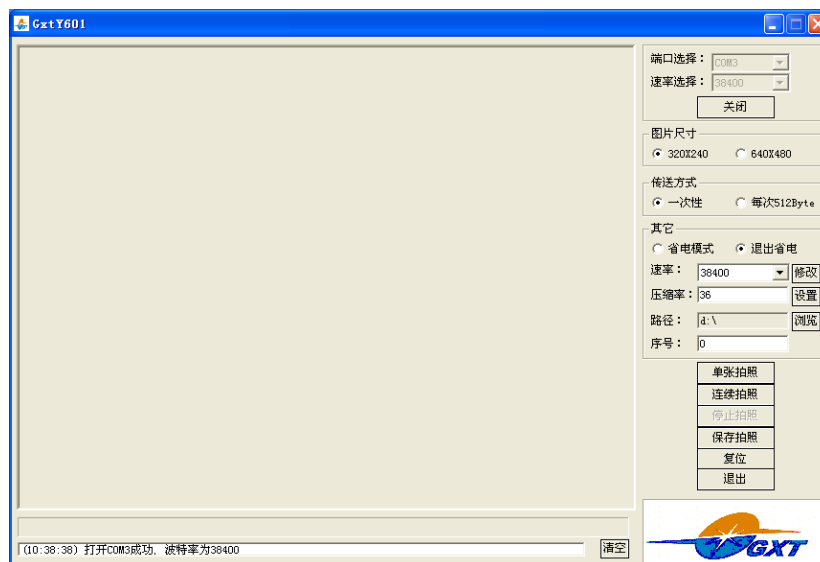 GxtY601
端口选择： COM3
速率选择： 38400
关闭
图片尺寸
320X240 640X480
传送方式
一次性 每次512Byte
其它
省电模式 退出省电
速率： 38400 修改
压缩率： 36 设置
路径： d:\ 浏览
序号： 0
单张拍照
连续拍照
停止拍照
保存拍照
复位
退出
(10:38:38) 打开COM3成功, 波特率为38400 清空
GXT